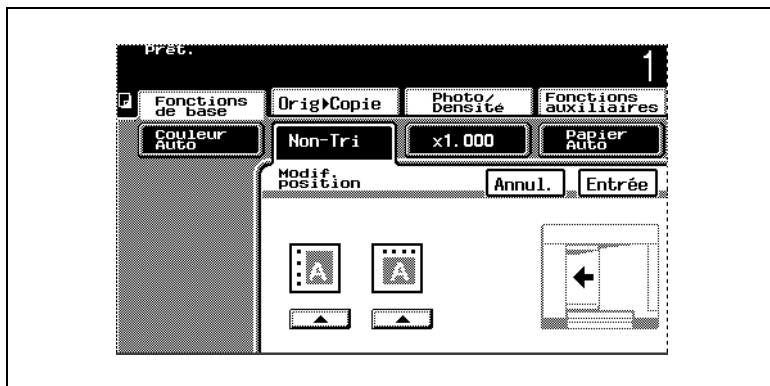 Prêt.
1
Fonctions
de base
Orig▸Copie
Photo/
Densité
Fonctions
auxiliaires
Couleur
Auto
Non-Tri
x1.000
Papier
Auto
Modif.
position
Annul.
Entrée
A
A